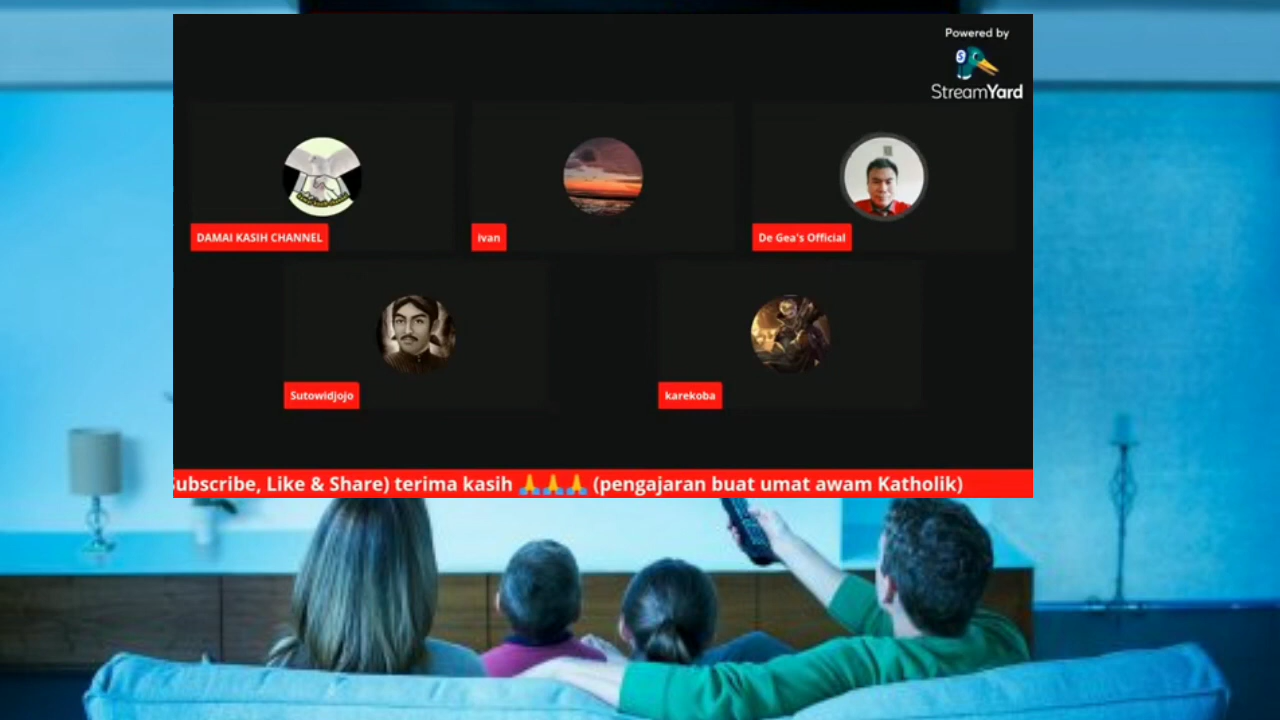 Powered by
StreamYard
DAMAI KASIH CHANNEL
ivan
De Gea's Official
Sutowidjojo
karekoba
Subscribe, Like & Share) terima kasih 🙏🙏🙏 (pengajaran buat umat awam Katholik)